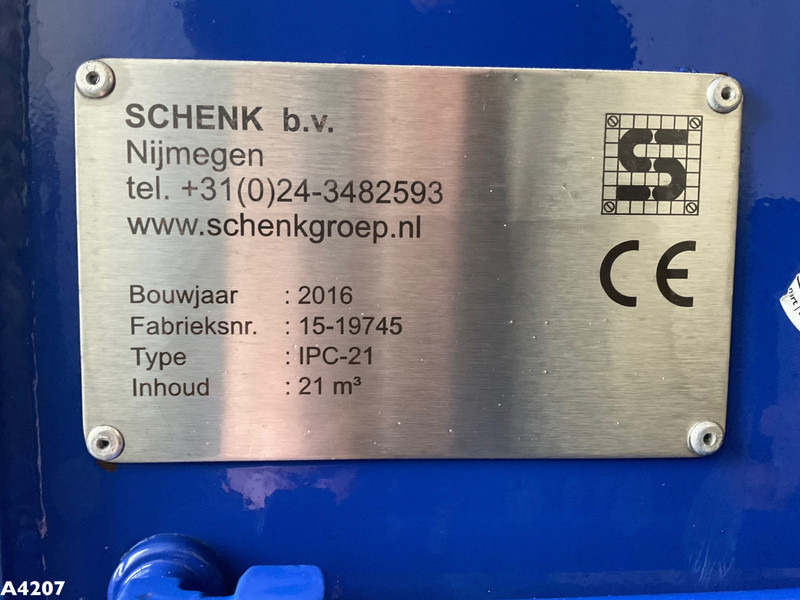 SCHENK b.v.
Nijmegen
tel. +31(0)24-3482593
www.schenkgroep.nl
S
CE
Bouwjaar : 2016
Fabrieksnr. : 15-19745
Type : IPC-21
Inhoud : 21 m³
A4207